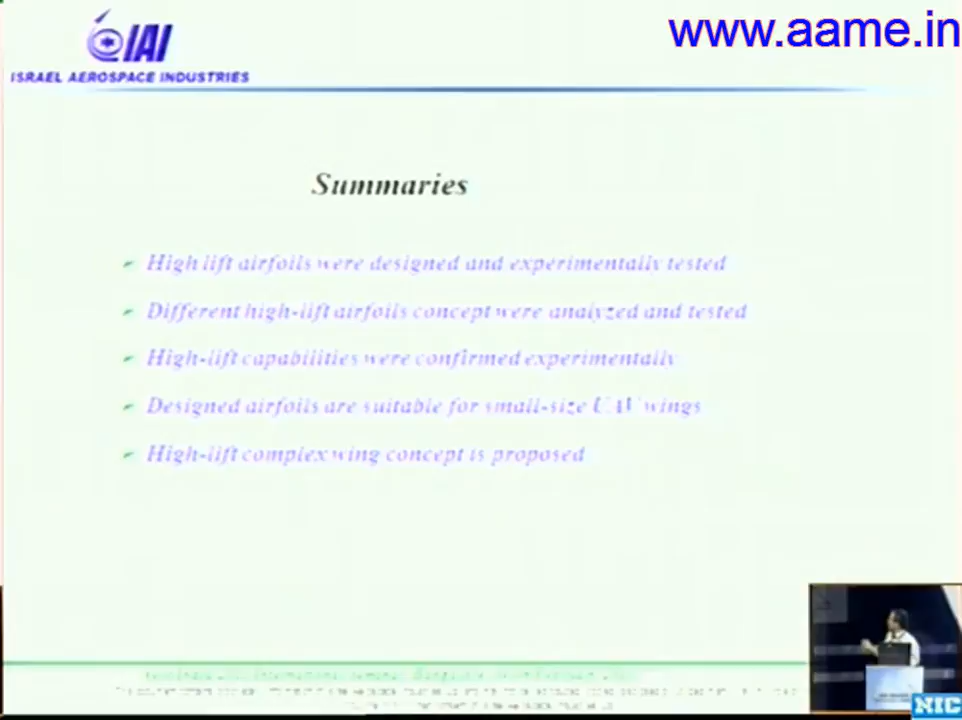 IAI
www.aame.in
ISRAEL AEROSPACE INDUSTRIES
Summaries
High lift airfoils were designed and experimentally tested
Different high-lift airfoils concept were analyzed and tested
High-lift capabilities were confirmed experimentally
Designed airfoils are suitable for small-size UAV wings
High-lift complex wing concept is proposed
NIC